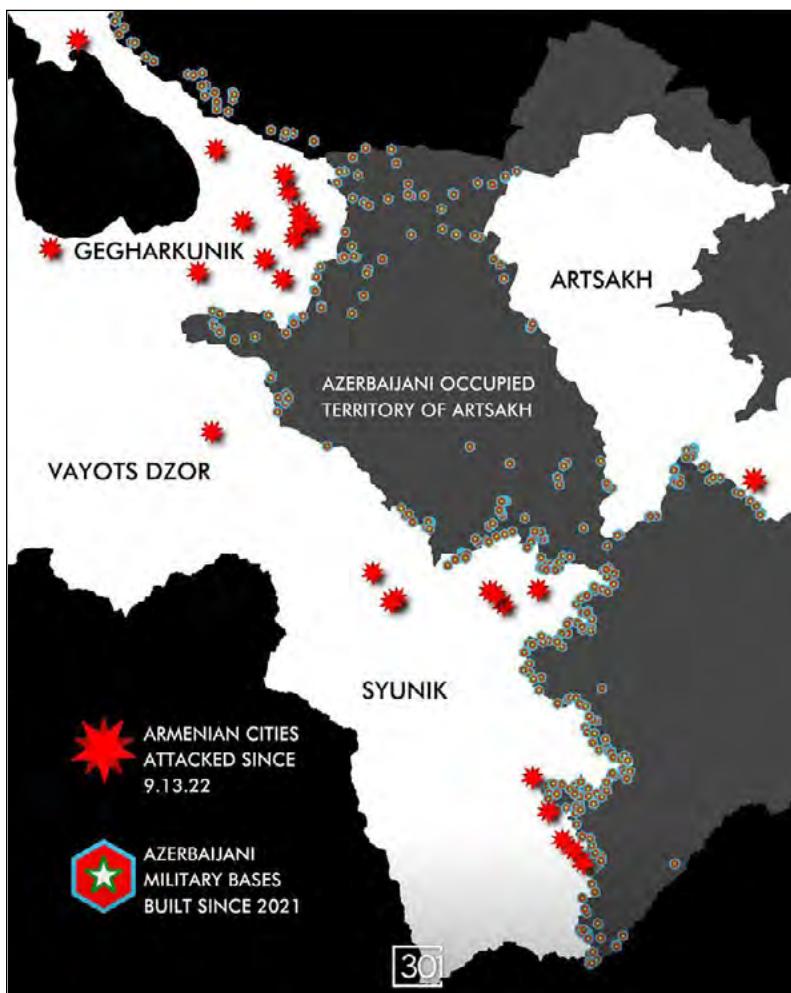 GEGHARKUNIK
ARTSAKH
AZERBAIJANI OCCUPIED
TERRITORY OF ARTSAKH
VAYOTS DZOR
SYUNIK
ARMENIAN CITIES
ATTACKED SINCE
9.13.22
AZERBAIJANI
MILITARY BASES
BUILT SINCE 2021
301